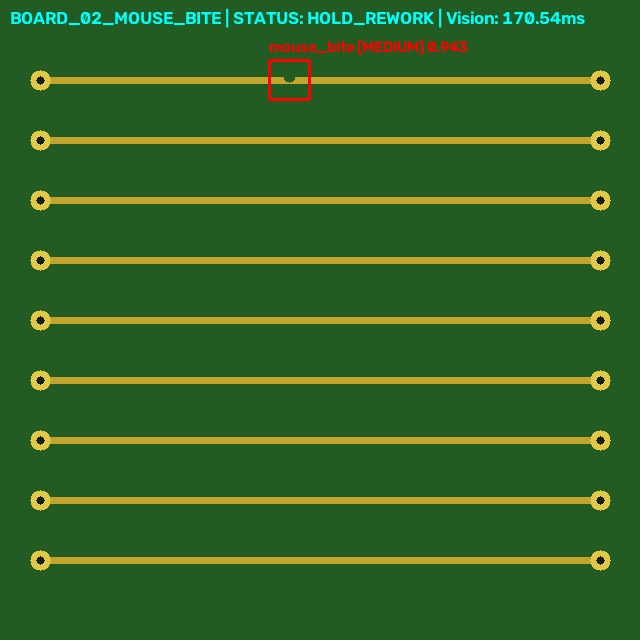 BOARD_02_MOUSE_BITE | STATUS: HOLD_REWORK | Vision: 170.54ms
mouse_bite [MEDIUM] 0.943